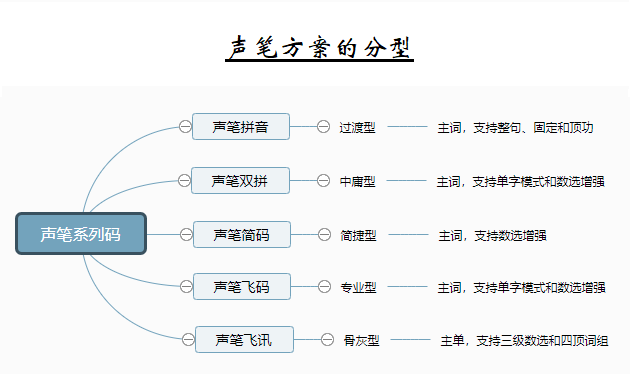 声笔方案的分型
声笔系列码
声笔拼音 过渡型 主词，支持整句、固定和顶功
声笔双拼 中庸型 主词，支持单字模式和数选增强
声笔简码 简捷型 主词，支持数选增强
声笔飞码 专业型 主词，支持单字模式和数选增强
声笔飞讯 骨灰型 主单，支持三级数选和四顶词组